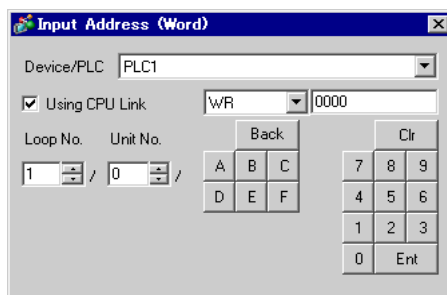 Input Address (Word)
Device/PLC PLC1
Using CPU Link WR 0000
Loop No. Unit No. Back Clr
1 / 0 / A B C 7 8 9
D E F 4 5 6
1 2 3
0 Ent